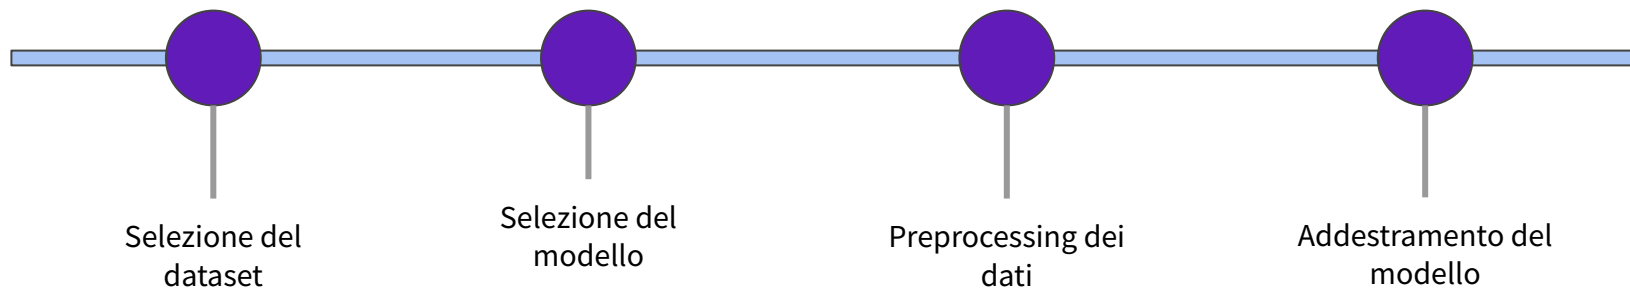 Selezione del
dataset
Selezione del
modello
Preprocessing dei
dati
Addestramento del
modello